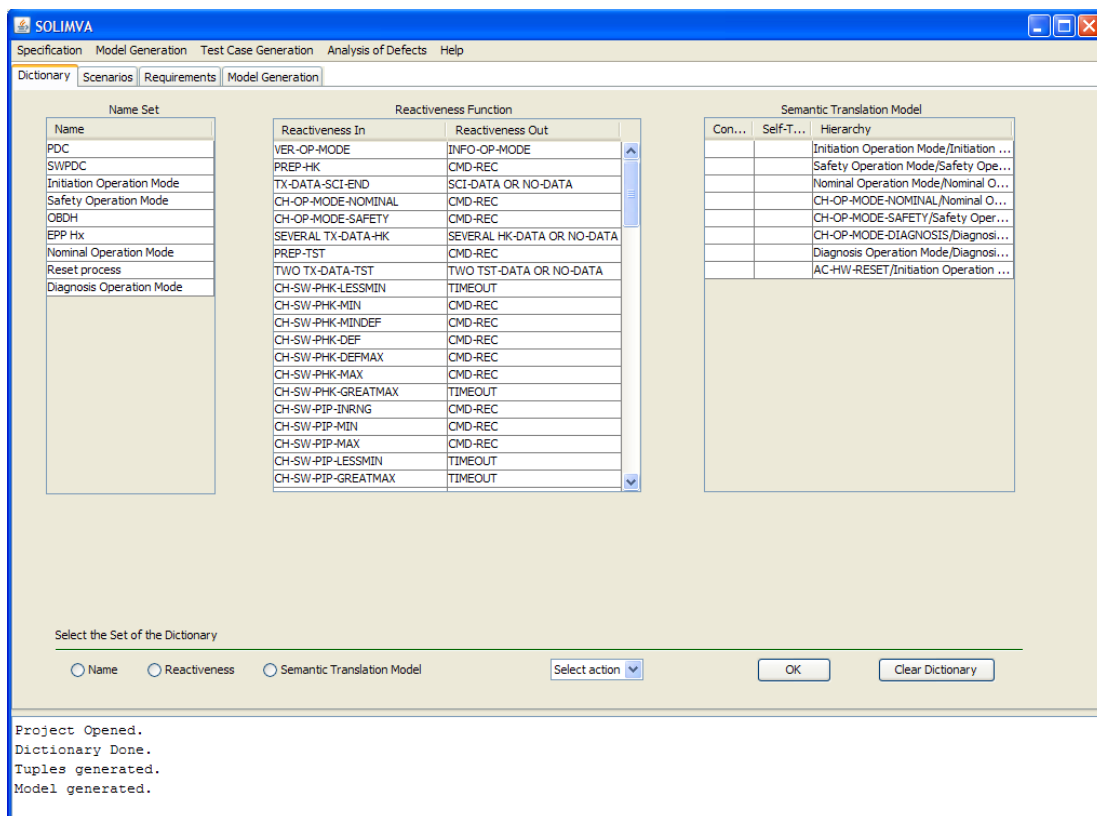 SOLIMVA
Specification Model Generation Test Case Generation Analysis of Defects Help
Dictionary Scenarios Requirements Model Generation
Name Set
Name
PDC
SWPDC
Initiation Operation Mode
Safety Operation Mode
OBDH
EPP Hx
Nominal Operation Mode
Reset process
Diagnosis Operation Mode
Reactiveness Function
Reactiveness In Reactiveness Out
VER-OP-MODE INFO-OP-MODE
PREP-HK CMD-REC
TX-DATA-SCI-END SCI-DATA OR NO-DATA
CH-OP-MODE-NOMINAL CMD-REC
CH-OP-MODE-SAFETY CMD-REC
SEVERAL TX-DATA-HK SEVERAL HK-DATA OR NO-DATA
PREP-TST CMD-REC
TWO TX-DATA-TST TWO TST-DATA OR NO-DATA
CH-SW-PHK-LESSMIN TIMEOUT
CH-SW-PHK-MIN CMD-REC
CH-SW-PHK-MINDEF CMD-REC
CH-SW-PHK-DEF CMD-REC
CH-SW-PHK-DEFMAX CMD-REC
CH-SW-PHK-MAX CMD-REC
CH-SW-PHK-GREATMAX TIMEOUT
CH-SW-PIP-INRNG CMD-REC
CH-SW-PIP-MIN CMD-REC
CH-SW-PIP-MAX CMD-REC
CH-SW-PIP-LESSMIN TIMEOUT
CH-SW-PIP-GREATMAX TIMEOUT
Semantic Translation Model
Con... Self-T... Hierarchy
Initiation Operation Mode/Initiation ...
Safety Operation Mode/Safety Ope...
Nominal Operation Mode/Nominal O...
CH-OP-MODE-NOMINAL/Nominal O...
CH-OP-MODE-SAFETY/Safety Oper...
CH-OP-MODE-DIAGNOSIS/Diagnosi...
Diagnosis Operation Mode/Diagnosi...
AC-HW-RESET/Initiation Operation ...
Select the Set of the Dictionary
Name Reactiveness Semantic Translation Model Select action OK Clear Dictionary
Project Opened.
Dictionary Done.
Tuples generated.
Model generated.